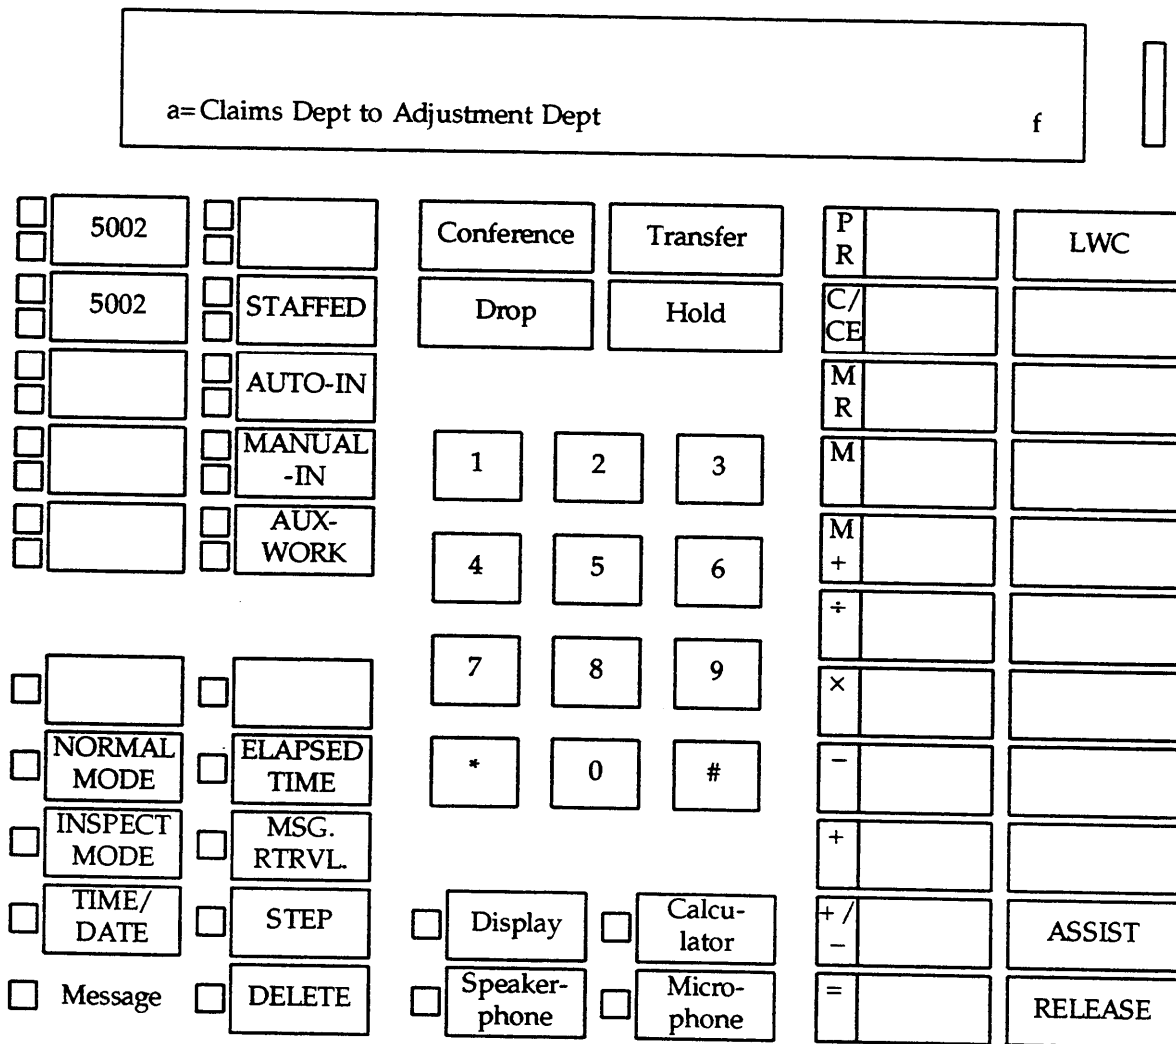 a= Claims Dept to Adjustment Dept f
5002
5002
STAFFED
AUTO-IN
MANUAL
-IN
AUX-
WORK
NORMAL
MODE
ELAPSED
TIME
INSPECT
MODE
MSG.
RTRVL.
TIME/
DATE
STEP
Message
DELETE
Conference
Transfer
Drop
Hold
1 2 3
4 5 6
7 8 9
* 0 #
Display
Calcu-
lator
Speaker-
phone
Micro-
phone
P
R
LWC
C/
CE
M
R
M
M
+
÷
×
−
+
+ /
−
ASSIST
=
RELEASE